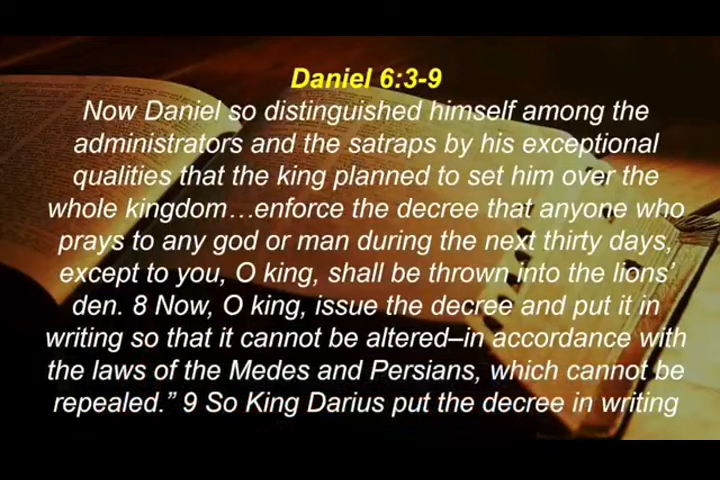 Daniel 6:3-9
Now Daniel so distinguished himself among the
administrators and the satraps by his exceptional
qualities that the king planned to set him over the
whole kingdom…enforce the decree that anyone who
prays to any god or man during the next thirty days,
except to you, O king, shall be thrown into the lions’
den. 8 Now, O king, issue the decree and put it in
writing so that it cannot be altered–in accordance with
the laws of the Medes and Persians, which cannot be
repealed.” 9 So King Darius put the decree in writing